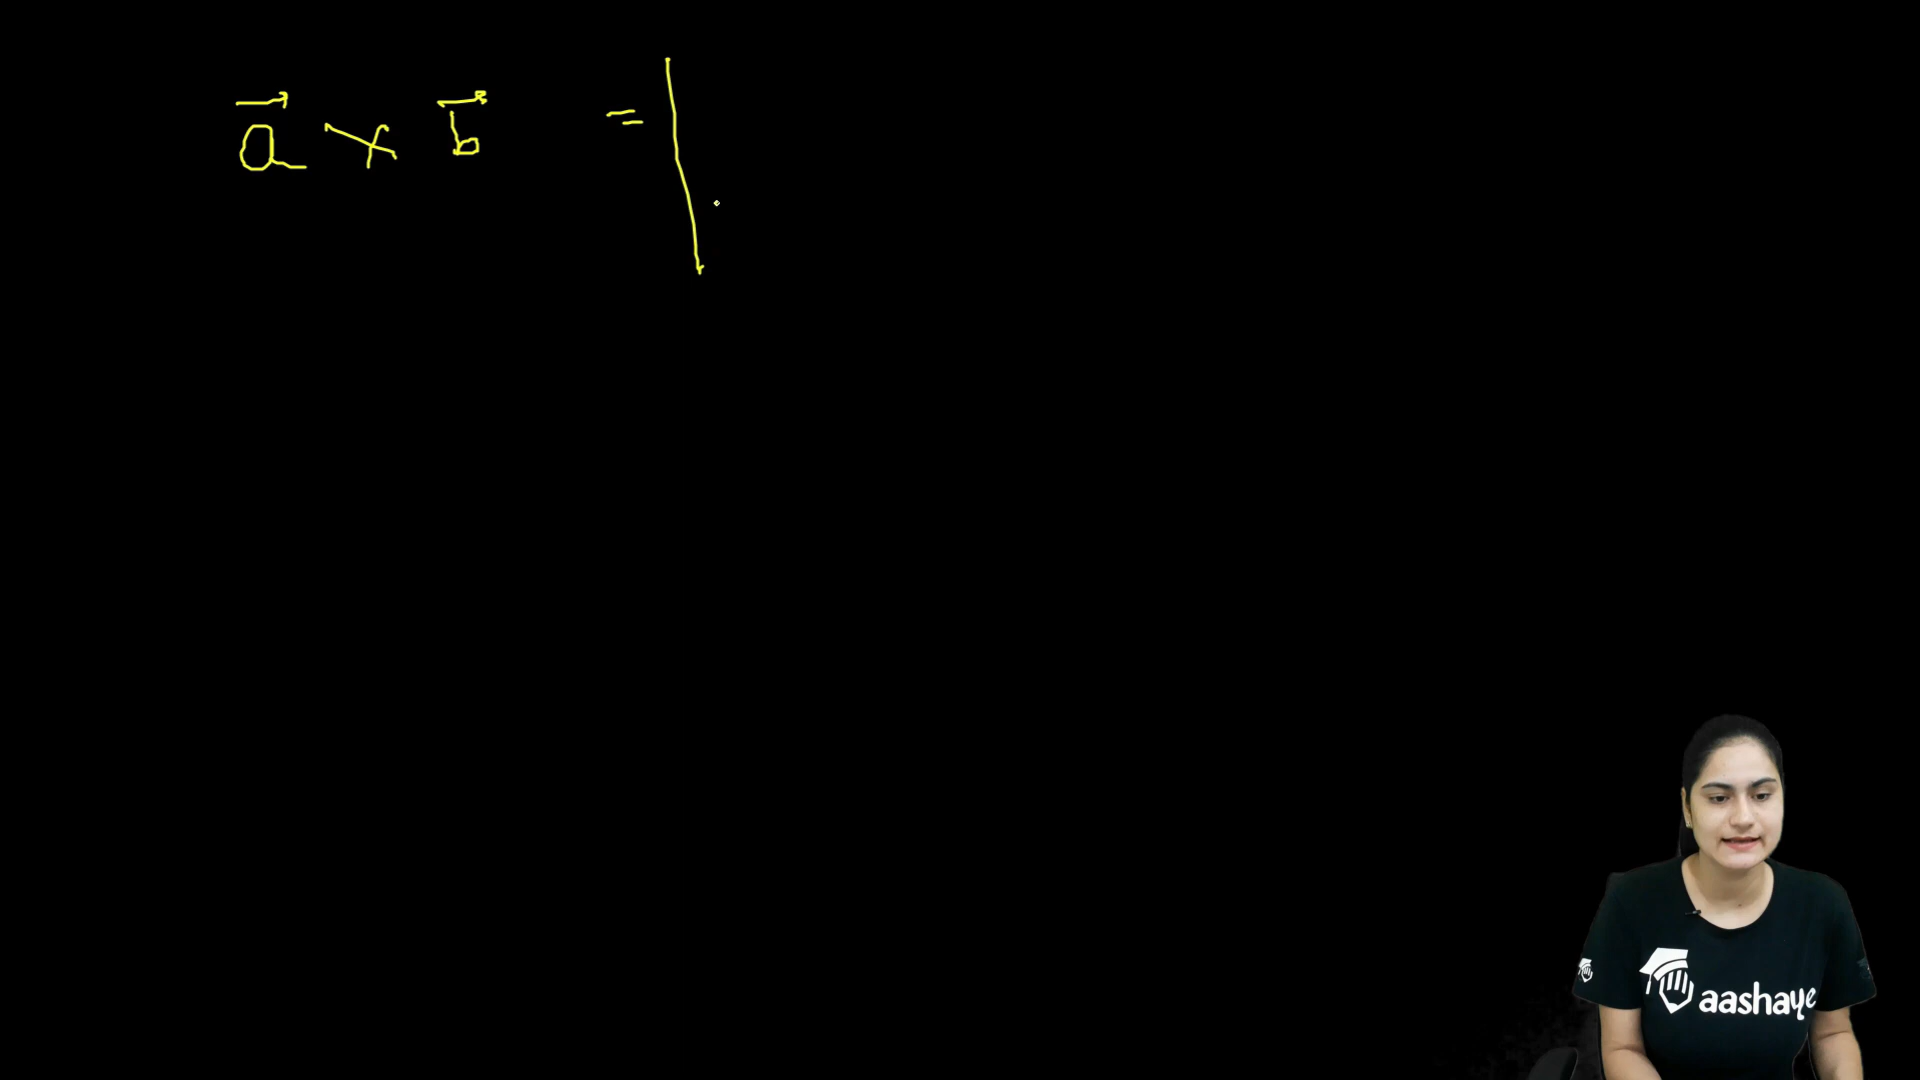 a⃗ × b⃗ = |
aashaye